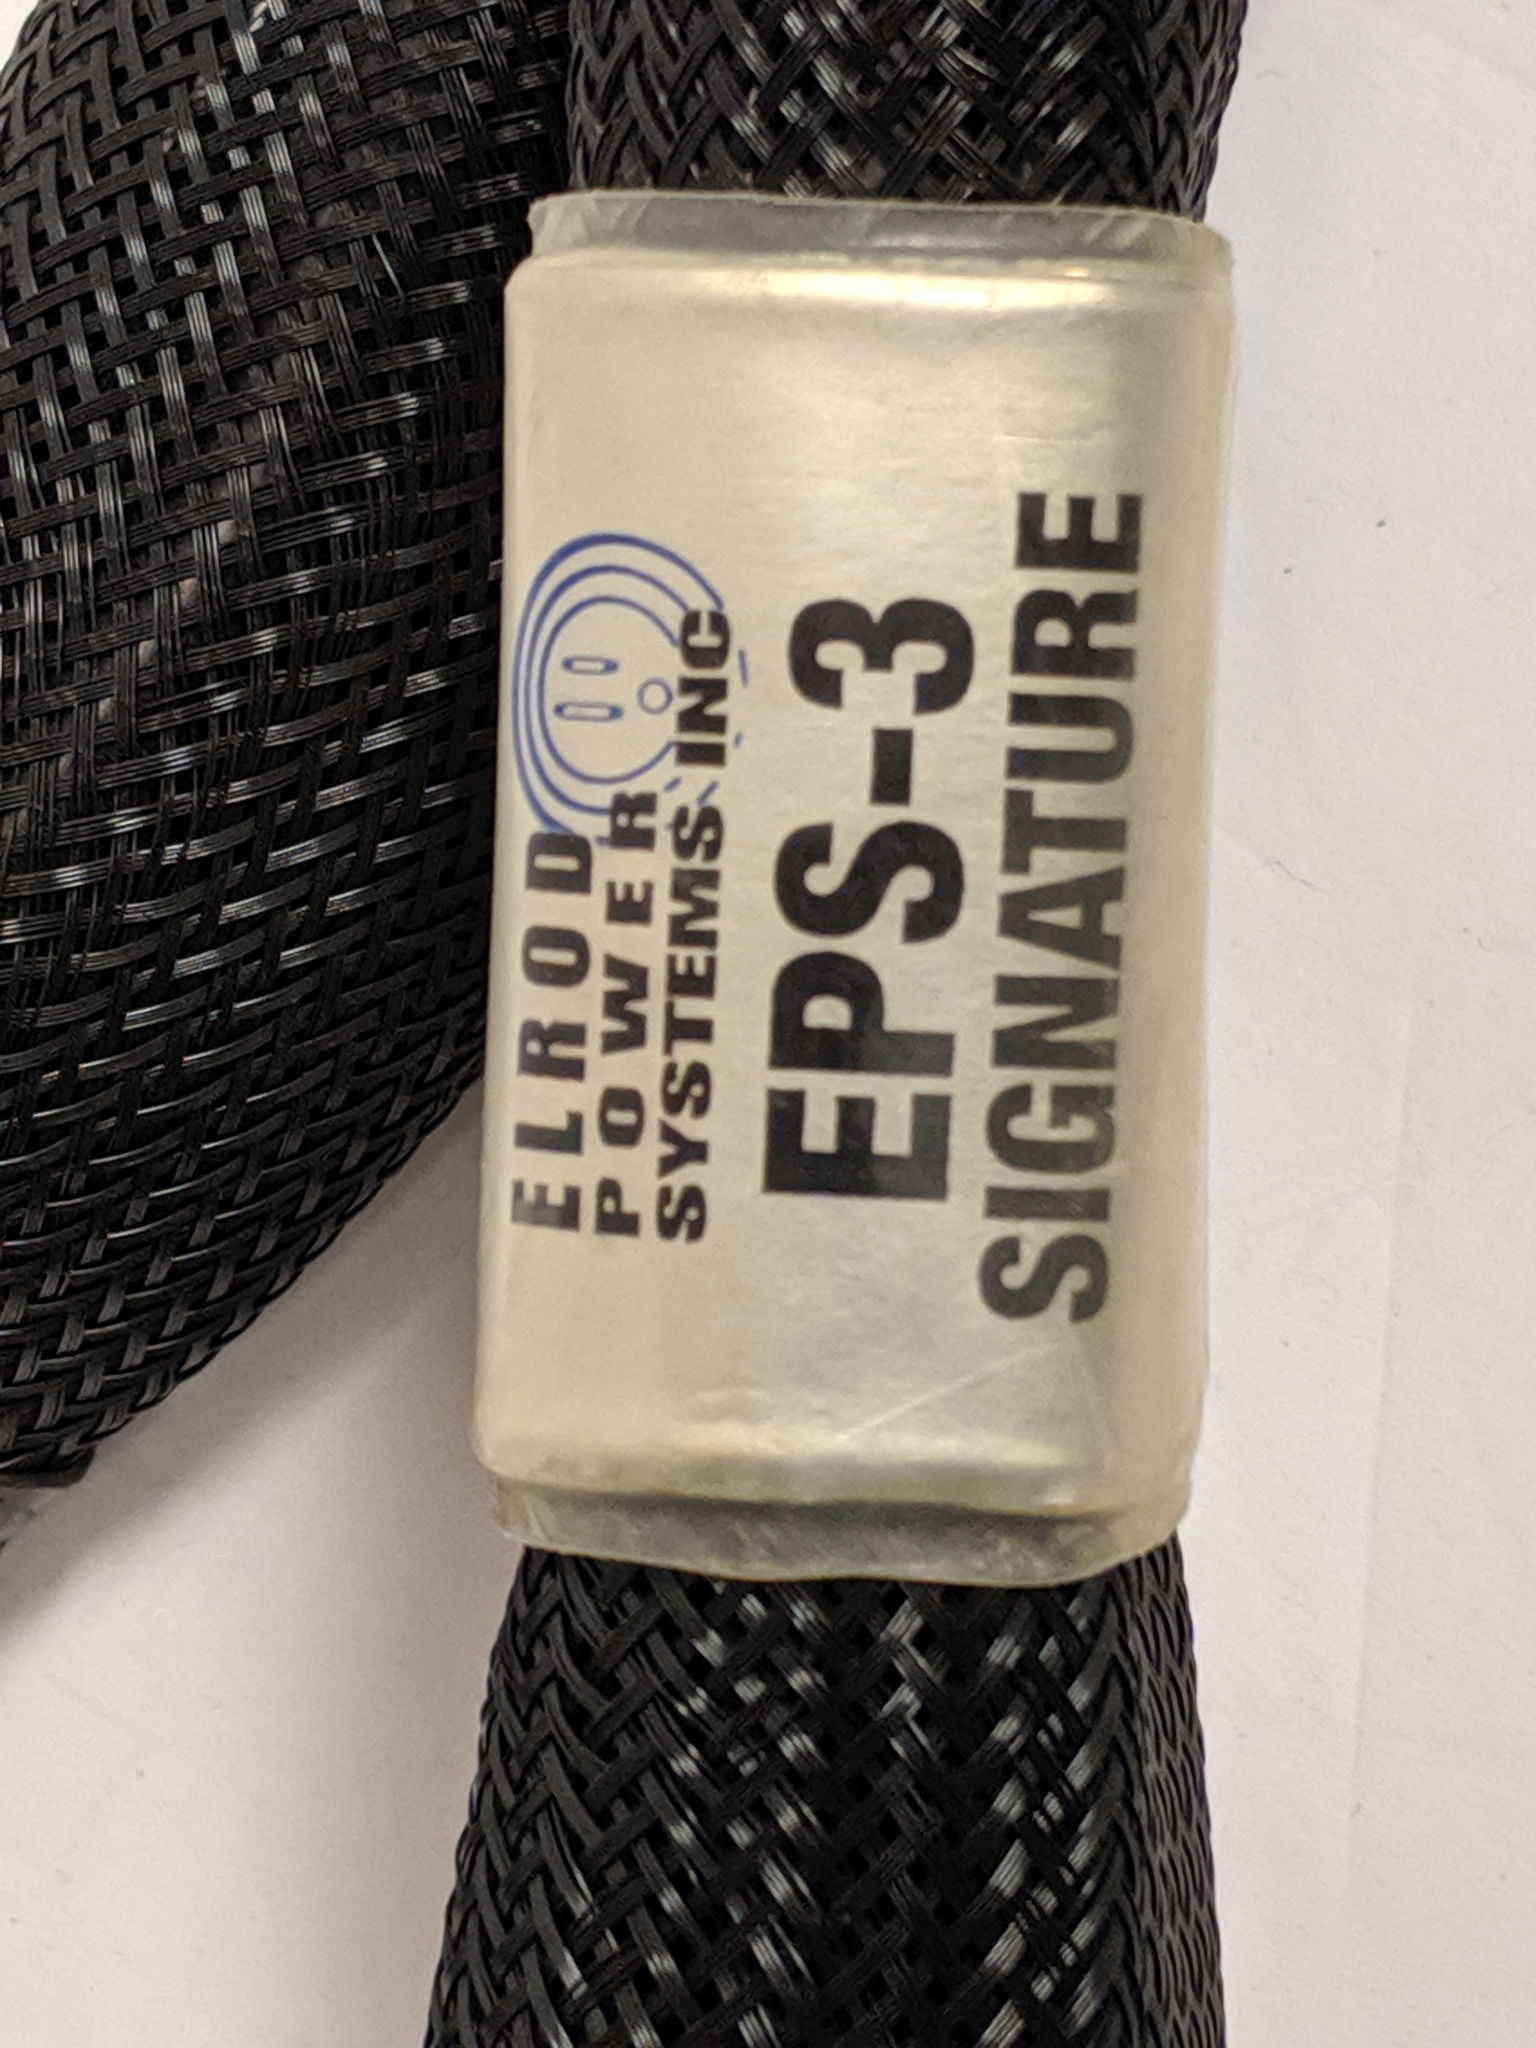 ELROD
POWER
SYSTEMS INC
EPS-3
SIGNATURE